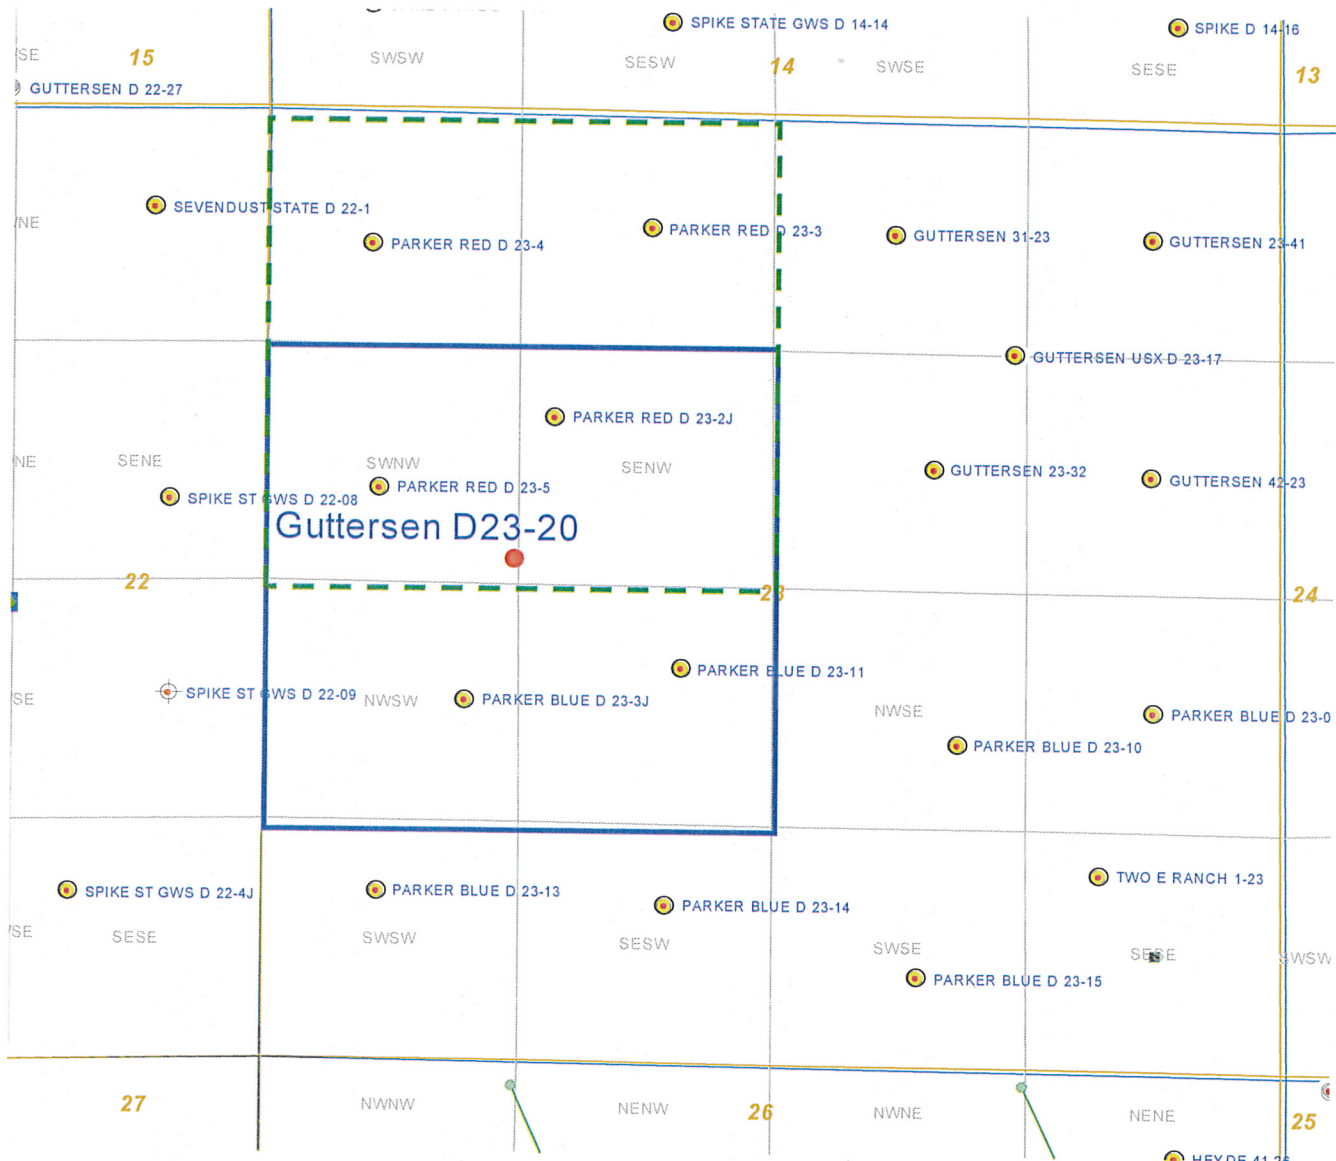 SPIKE STATE GWS D 14-14
SPIKE D 14-16
SE
15
SWSW
SESW
14
SWSE
SESE
13
GUTTERSEN D 22-27
SEVENDUST STATE D 22-1
NE
PARKER RED D 23-4
PARKER RED D 23-3
GUTTERSEN 31-23
GUTTERSEN 23-41
GUTTERSEN USX D 23-17
PARKER RED D 23-2J
NE
SENE
SWNW
SENW
GUTTERSEN 23-32
GUTTERSEN 42-23
SPIKE ST GWS D 22-08
PARKER RED D 23-5
Guttersen D23-20
22
23
24
SPIKE ST GWS D 22-09
SE
NWSW
PARKER BLUE D 23-3J
PARKER BLUE D 23-11
NWSE
PARKER BLUE D 23-10
PARKER BLUE D 23-0
SPIKE ST GWS D 22-4J
PARKER BLUE D 23-13
PARKER BLUE D 23-14
TWO E RANCH 1-23
SE
SESE
SWSW
SESW
SWSE
SESE
SWSW
PARKER BLUE D 23-15
27
NWNW
NENW
26
NWNE
NENE
25
HEYDE 41-26